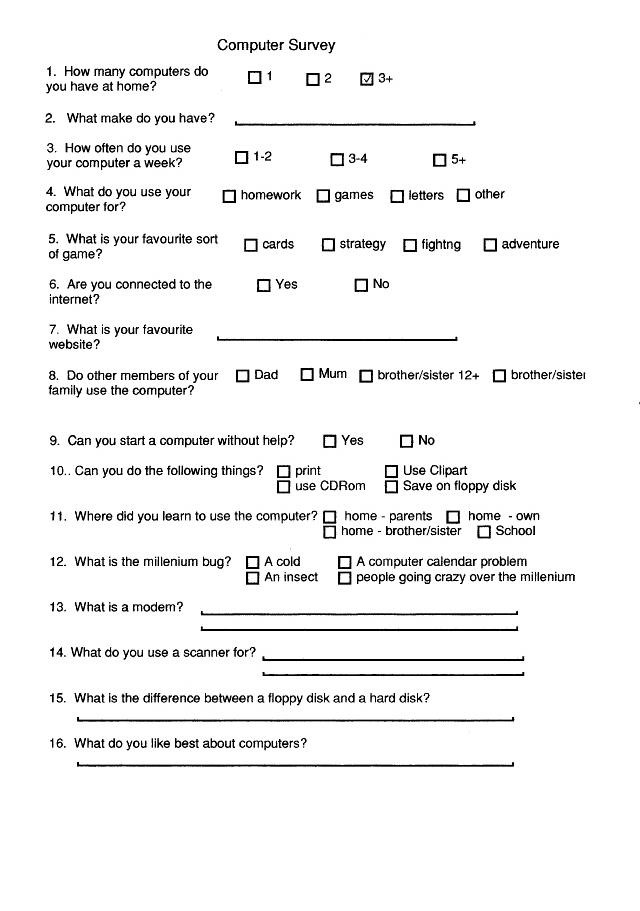 Computer Survey
1. How many computers do
you have at home?
1 2 3+
2. What make do you have?
3. How often do you use
your computer a week?
1-2 3-4 5+
4. What do you use your
computer for?
homework games letters other
5. What is your favourite sort
of game?
cards strategy fightng adventure
6. Are you connected to the
internet?
Yes No
7. What is your favourite
website?
8. Do other members of your
family use the computer?
Dad Mum brother/sister 12+ brother/sister
9. Can you start a computer without help? Yes No
10.. Can you do the following things? print Use Clipart
use CDRom Save on floppy disk
11. Where did you learn to use the computer? home - parents home - own
home - brother/sister School
12. What is the millenium bug? A cold A computer calendar problem
An insect people going crazy over the millenium
13. What is a modem?
14. What do you use a scanner for?
15. What is the difference between a floppy disk and a hard disk?
16. What do you like best about computers?